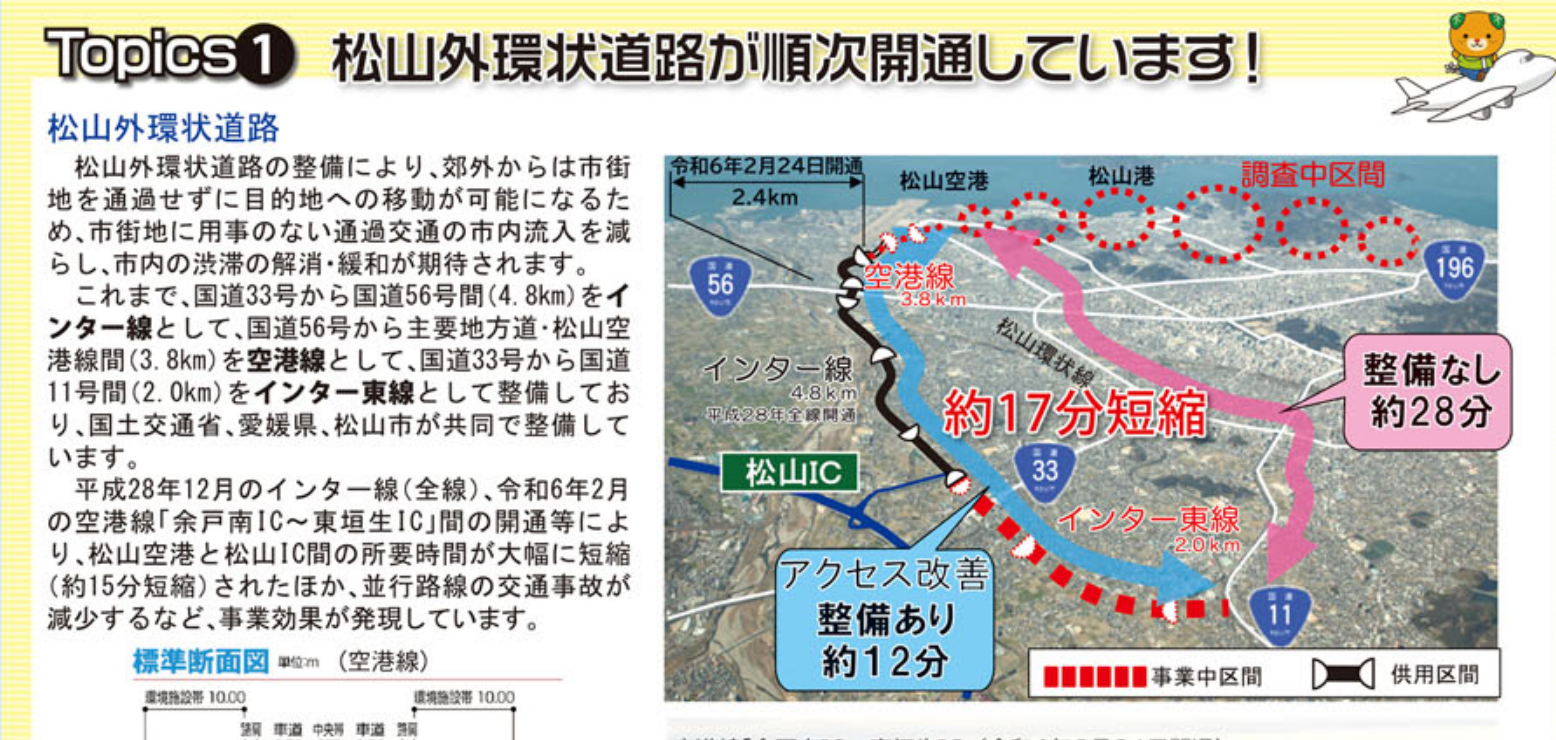 Topics❶ 松山外環状道路が順次開通しています!
松山外環状道路
松山外環状道路の整備により、郊外からは市街
地を通過せずに目的地への移動が可能になるた
め、市街地に用事のない通過交通の市内流入を減
らし、市内の渋滞の解消・緩和が期待されます。
これまで、国道33号から国道56号間(4.8km)をイ
ンター線として、国道56号から主要地方道・松山空
港線間(3.8km)を空港線として、国道33号から国道
11号間(2.0km)をインター東線として整備してお
り、国土交通省、愛媛県、松山市が共同で整備して
います。
平成28年12月のインター線(全線)、令和6年2月
の空港線「余戸南IC～東垣生IC」間の開通等によ
り、松山空港と松山IC間の所要時間が大幅に短縮
(約15分短縮)されたほか、並行路線の交通事故が
減少するなど、事業効果が発現しています。
標準断面図 単位:m (空港線)
環境施設帯 10.00
環境施設帯 10.00
路肩 車道 中央帯 車道 路肩
令和6年2月24日開通
2.4km
松山空港
松山港
調査中区間
国道
56
国道
196
空港線
3.8km
松山環状線
インター線
4.8km
平成28年全線開通
整備なし
約28分
約17分短縮
松山IC
国道
33
インター東線
2.0km
アクセス改善
整備あり
約12分
国道
11
事業中区間
供用区間